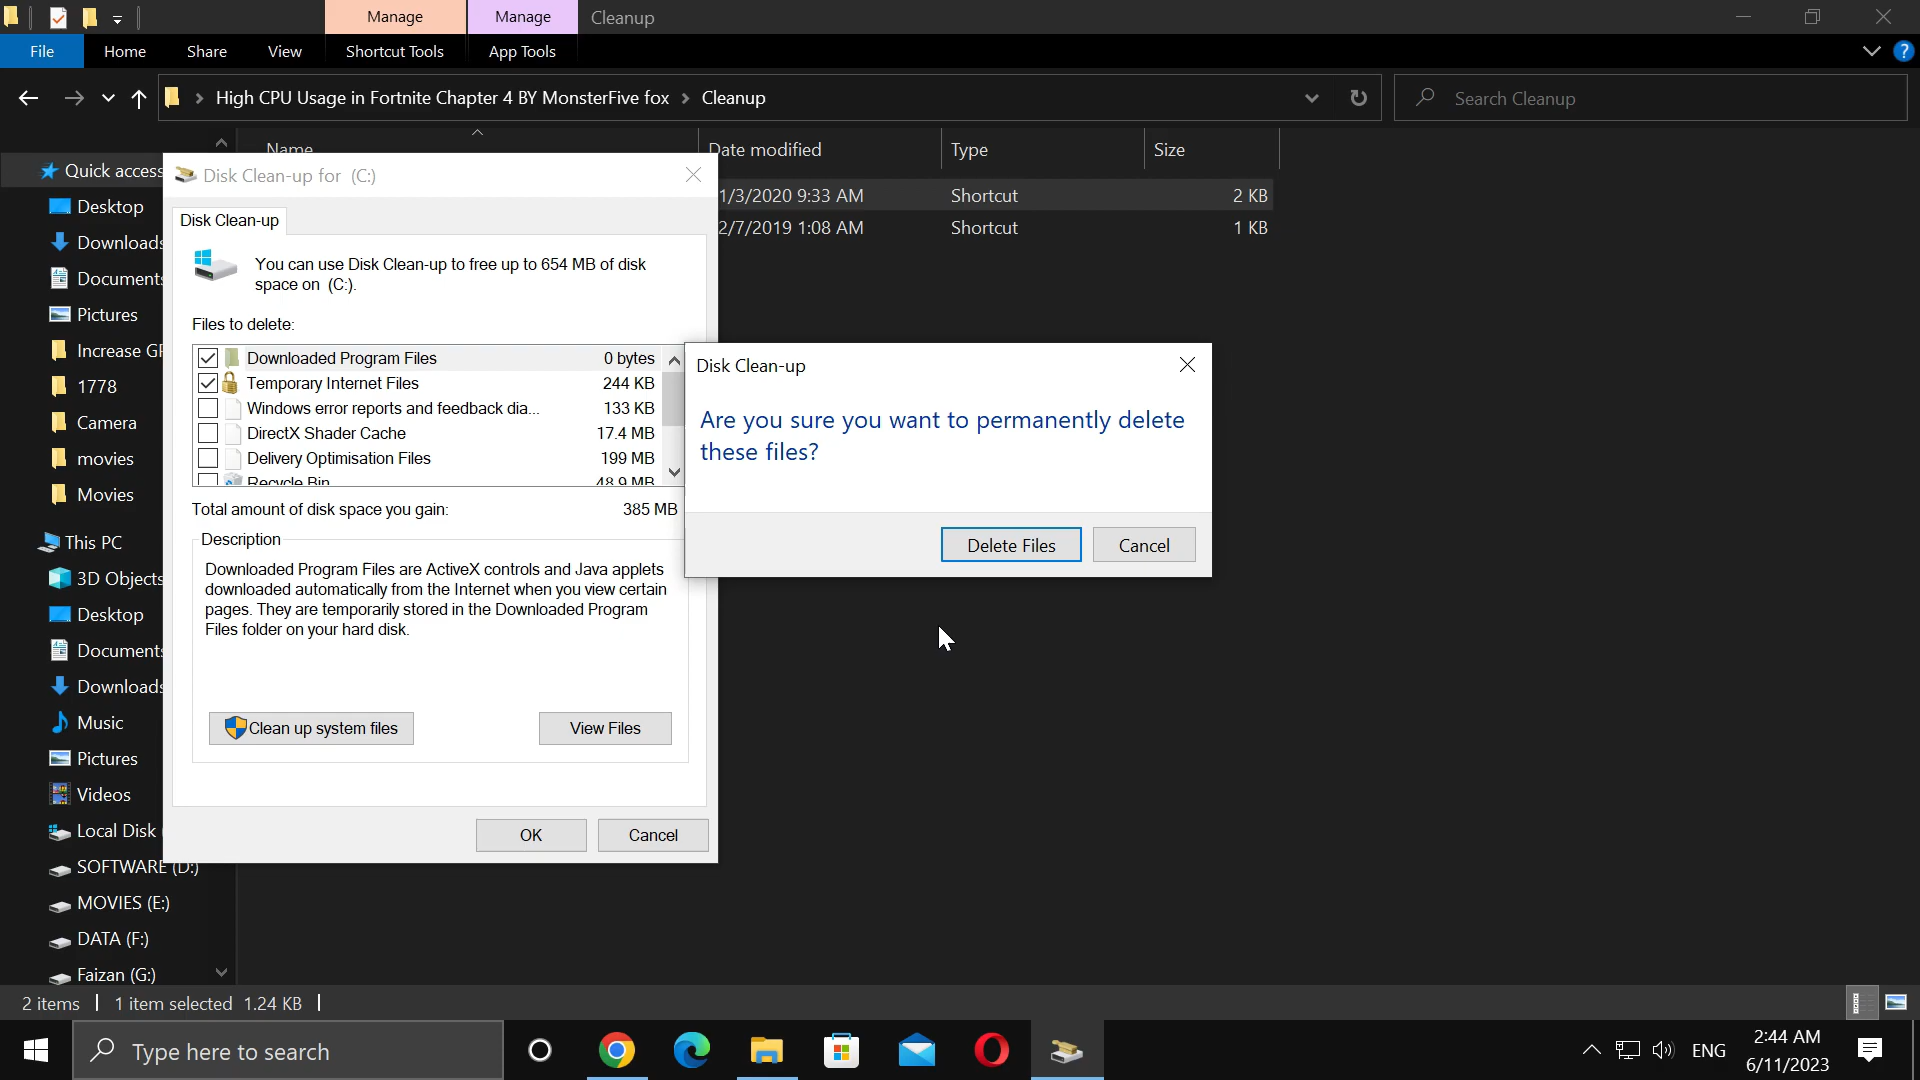 Manage
Manage
Cleanup
File
Home
Share
View
Shortcut Tools
App Tools
High CPU Usage in Fortnite Chapter 4 BY MonsterFive fox
Cleanup
Search Cleanup
Name
Date modified
Type
Size
1/3/2020 9:33 AM
Shortcut
2 KB
2/7/2019 1:08 AM
Shortcut
1 KB
Quick access
Desktop
Downloads
Documents
Pictures
Increase GP
1778
Camera
movies
Movies
This PC
3D Objects
Desktop
Documents
Downloads
Music
Pictures
Videos
Local Disk
SOFTWARE (D:)
MOVIES (E:)
DATA (F:)
Faizan (G:)
Disk Clean-up for (C:)
Disk Clean-up
You can use Disk Clean-up to free up to 654 MB of disk
space on (C:).
Files to delete:
Downloaded Program Files 0 bytes
Temporary Internet Files 244 KB
Windows error reports and feedback dia... 133 KB
DirectX Shader Cache 17.4 MB
Delivery Optimisation Files 199 MB
Recycle Bin 48.9 MB
Total amount of disk space you gain: 385 MB
Description
Downloaded Program Files are ActiveX controls and Java applets
downloaded automatically from the Internet when you view certain
pages. They are temporarily stored in the Downloaded Program
Files folder on your hard disk.
Clean up system files
View Files
OK
Cancel
Disk Clean-up
Are you sure you want to permanently delete
these files?
Delete Files
Cancel
2 items
1 item selected 1.24 KB
Type here to search
ENG
2:44 AM
6/11/2023